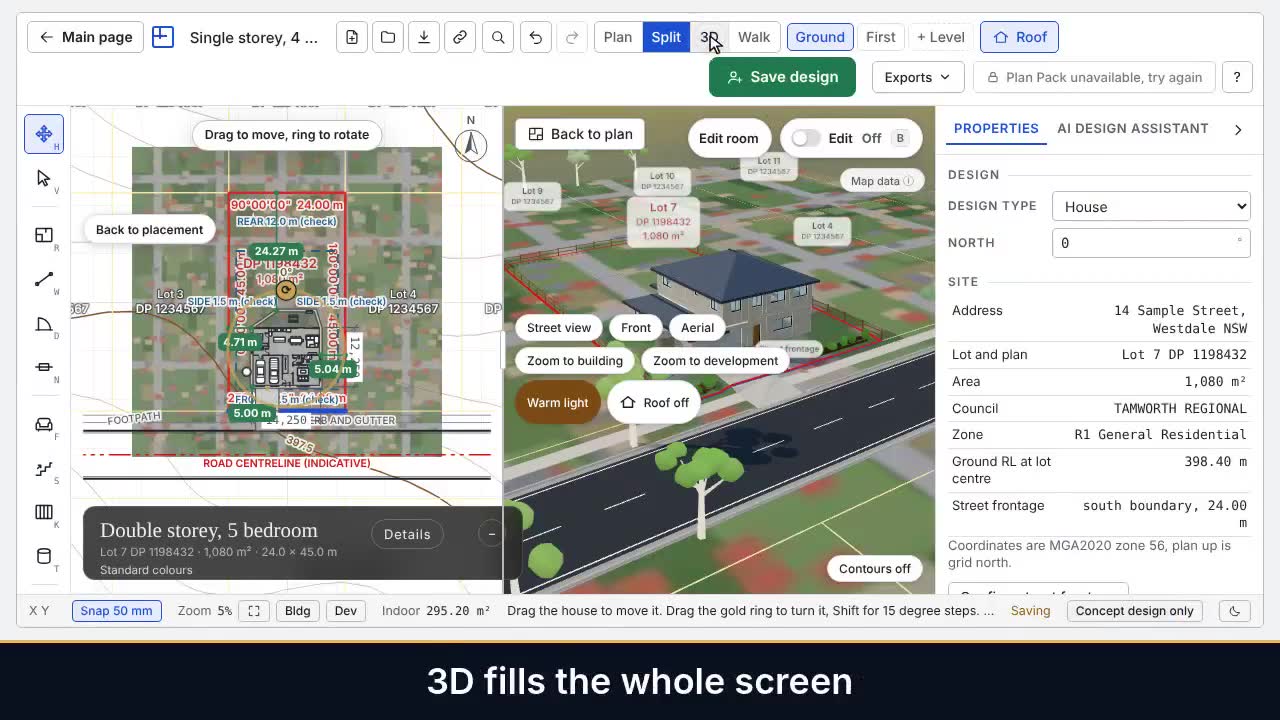 Main page
Single storey, 4 ...
Plan
Split
3D
Walk
Ground
First
+ Level
Roof
Save design
Exports
Plan Pack unavailable, try again
?
Drag to move, ring to rotate
N
Back to placement
90°00'00" 24.00 m
REAR 12.0 m (check)
24.27 m
DP 1198432
Lot 3
DP 1234567
SIDE 1.5 m (check)
SIDE 1.5 m (check)
Lot 4
DP 1234567
4.71 m
5.04 m
5.00 m
FOOTPATH
397.5
ROAD CENTRELINE (INDICATIVE)
Double storey, 5 bedroom
Lot 7 DP 1198432 · 1,080 m² · 24.0 × 45.0 m
Standard colours
Details
−
H
V
R
W
D
N
F
S
K
T
Back to plan
Edit room
Edit
Off
B
Map data
Lot 9
DP 1234567
Lot 10
DP 1234567
Lot 11
DP 1234567
Lot 7
DP 1198432
1,080 m²
Lot 4
DP 1234567
frontage
Street view
Front
Aerial
Zoom to building
Zoom to development
Warm light
Roof off
Contours off
PROPERTIES
AI DESIGN ASSISTANT
DESIGN
DESIGN TYPE
House
NORTH
0
°
SITE
Address
14 Sample Street,
Westdale NSW
Lot and plan
Lot 7 DP 1198432
Area
1,080 m²
Council
TAMWORTH REGIONAL
Zone
R1 General Residential
Ground RL at lot
centre
398.40 m
Street frontage
south boundary, 24.00
m
Coordinates are MGA2020 zone 56, plan up is
grid north.
X Y
Snap 50 mm
Zoom 5%
Bldg
Dev
Indoor 295.20 m²
Drag the house to move it. Drag the gold ring to turn it, Shift for 15 degree steps. ...
Saving
Concept design only
3D fills the whole screen